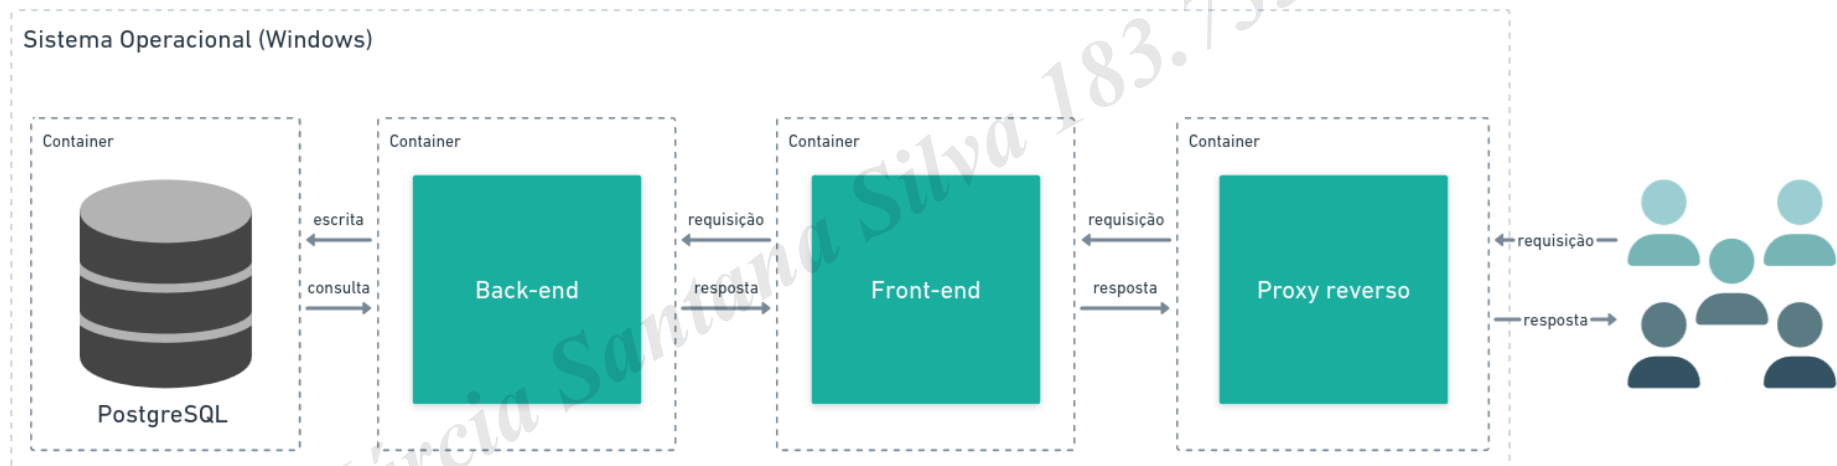 Sistema Operacional (Windows)
Container
Container
Container
Container
escrita
requisição
requisição
requisição
consulta
Back-end
resposta
Front-end
resposta
Proxy reverso
resposta
PostgreSQL
Santana Silva 183.